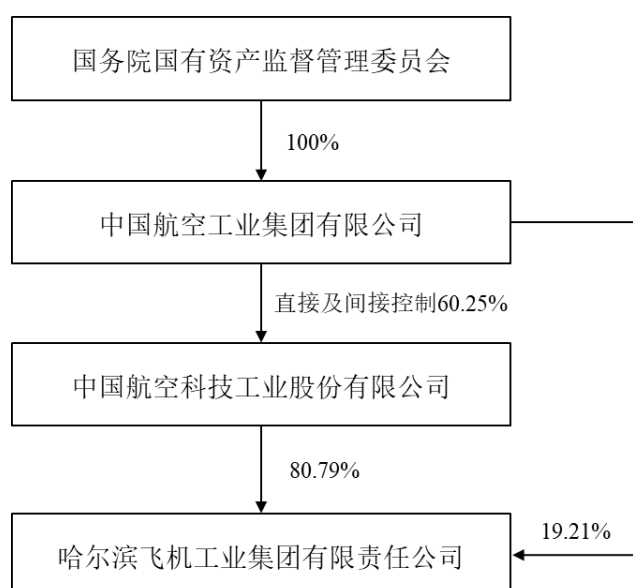 国务院国有资产监督管理委员会
100%
中国航空工业集团有限公司
直接及间接控制60.25%
中国航空科技工业股份有限公司
80.79%
19.21%
哈尔滨飞机工业集团有限责任公司